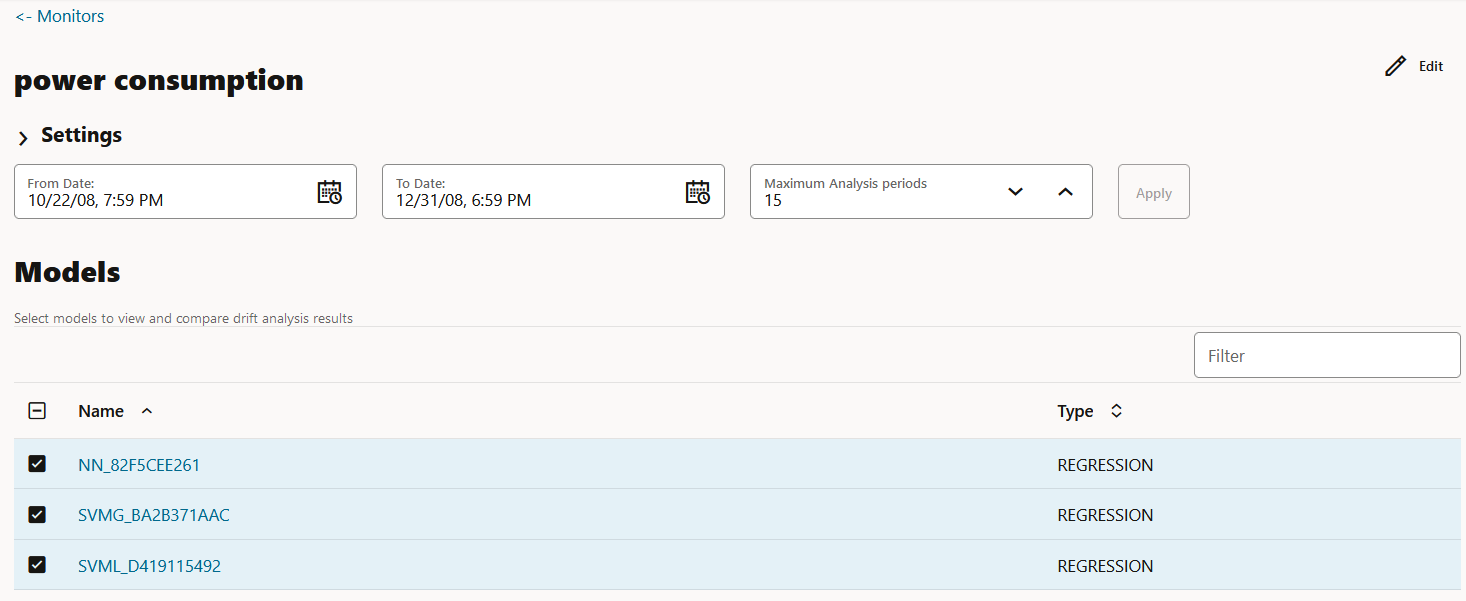 <- Monitors
power consumption
Edit
Settings
From Date:
10/22/08, 7:59 PM
To Date:
12/31/08, 6:59 PM
Maximum Analysis periods
15
Apply
Models
Select models to view and compare drift analysis results
Filter
Name Type
NN_82F5CEE261 REGRESSION
SVMG_BA2B371AAC REGRESSION
SVML_D419115492 REGRESSION